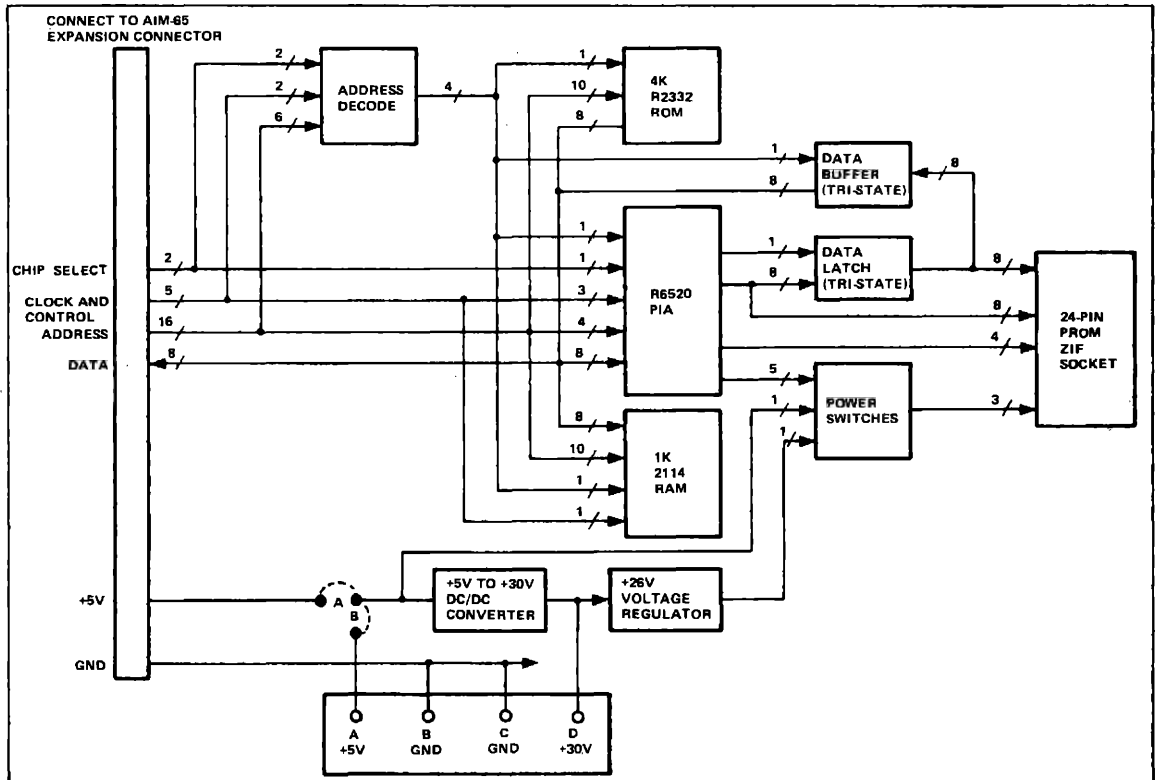 CONNECT TO AIM-65
EXPANSION CONNECTOR
2
2
6
ADDRESS
DECODE
4
1
10
8
4K
R2332
ROM
1
8
DATA
BUFFER
(TRI-STATE)
8
CHIP SELECT
2
CLOCK AND
CONTROL
5
ADDRESS
16
DATA
8
1
1
3
4
8
R6520
PIA
1
8
DATA
LATCH
(TRI-STATE)
8
8
4
24-PIN
PROM
ZIF
SOCKET
5
1
1
POWER
SWITCHES
3
8
10
1
1
1K
2114
RAM
+5V
A
B
+5V TO +30V
DC/DC
CONVERTER
+26V
VOLTAGE
REGULATOR
GND
A
+5V
B
GND
C
GND
D
+30V